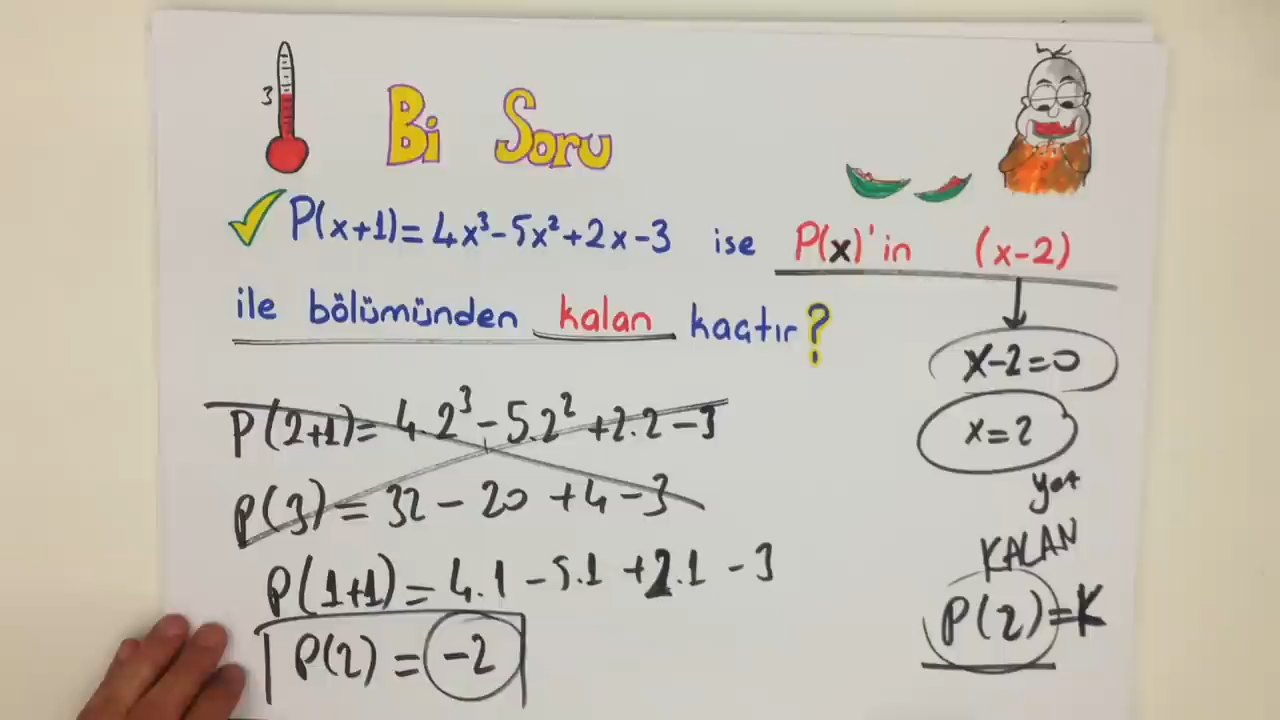 3
Bi Soru
P(x+1)=4x³-5x²+2x-3 ise P(x)'in (x-2)
ile bölümünden kalan kaçtır?
x-2=0
x=2
yaz
KALAN
P(2)=K
P(2+1)=4.2³-5.2²+2.2-3
P(3)=32-20+4-3
P(1+1)=4.1-5.1+2.1-3
P(2)=-2